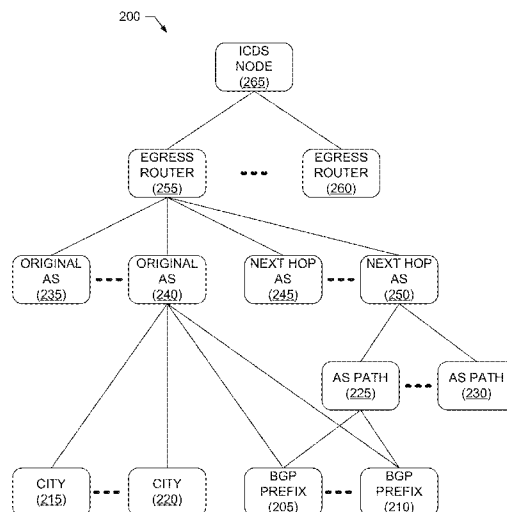 200
ICDS
NODE
(265)
EGRESS
ROUTER
(255)
EGRESS
ROUTER
(260)
ORIGINAL
AS
(235)
ORIGINAL
AS
(240)
NEXT HOP
AS
(245)
NEXT HOP
AS
(250)
AS PATH
(225)
AS PATH
(230)
CITY
(215)
CITY
(220)
BGP
PREFIX
(205)
BGP
PREFIX
(210)